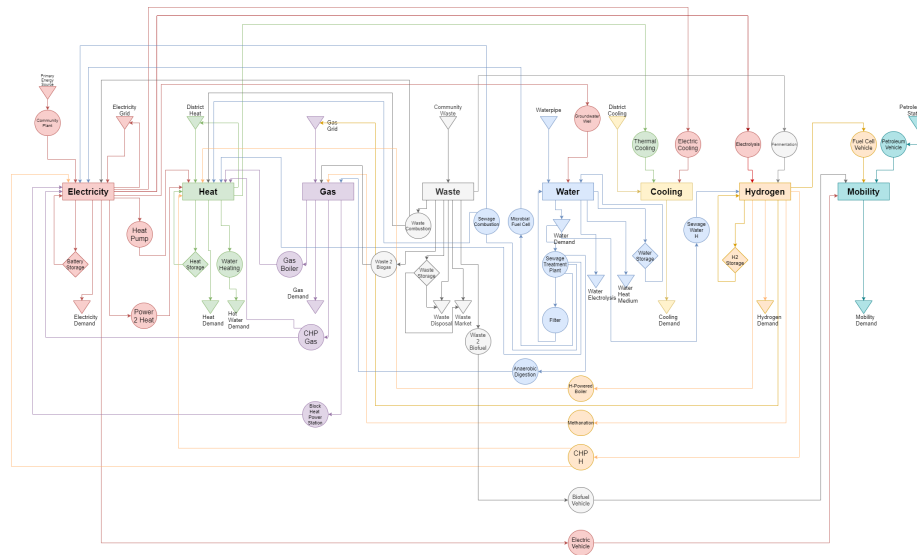 Primary
Energy
Source
Community
Plant
Electricity
Grid
District
Heat
Gas
Grid
Community
Waste
Waterpipe
Groundwater
Well
District
Cooling
Thermal
Cooling
Electric
Cooling
Electrolysis
Fermentation
Fuel Cell
Vehicle
Petroleum
Vehicle
Electricity
Heat
Gas
Waste
Water
Cooling
Hydrogen
Mobility
Heat
Pump
Battery
Storage
Electricity
Demand
Power
2 Heat
Heat
Storage
Water
Heating
Heat
Demand
Hot
Water
Demand
Gas
Boiler
Gas
Demand
CHP
Gas
Block
Heat
Power
Station
Waste
Combustion
Waste 2
Biogas
Waste
Storage
Waste
Disposal
Waste
Market
Waste
2
Biofuel
Sewage
Combustion
Microbial
Fuel Cell
Water
Demand
Sewage
Treatment
Plant
Filter
Anaerobic
Digestion
Water
Electrolysis
Water
Heat
Medium
Water
Storage
Cooling
Demand
Sewage
Water
H
H2
Storage
Hydrogen
Demand
Mobility
Demand
H-Powered
Boiler
Methanation
CHP
H
Biofuel
Vehicle
Electric
Vehicle